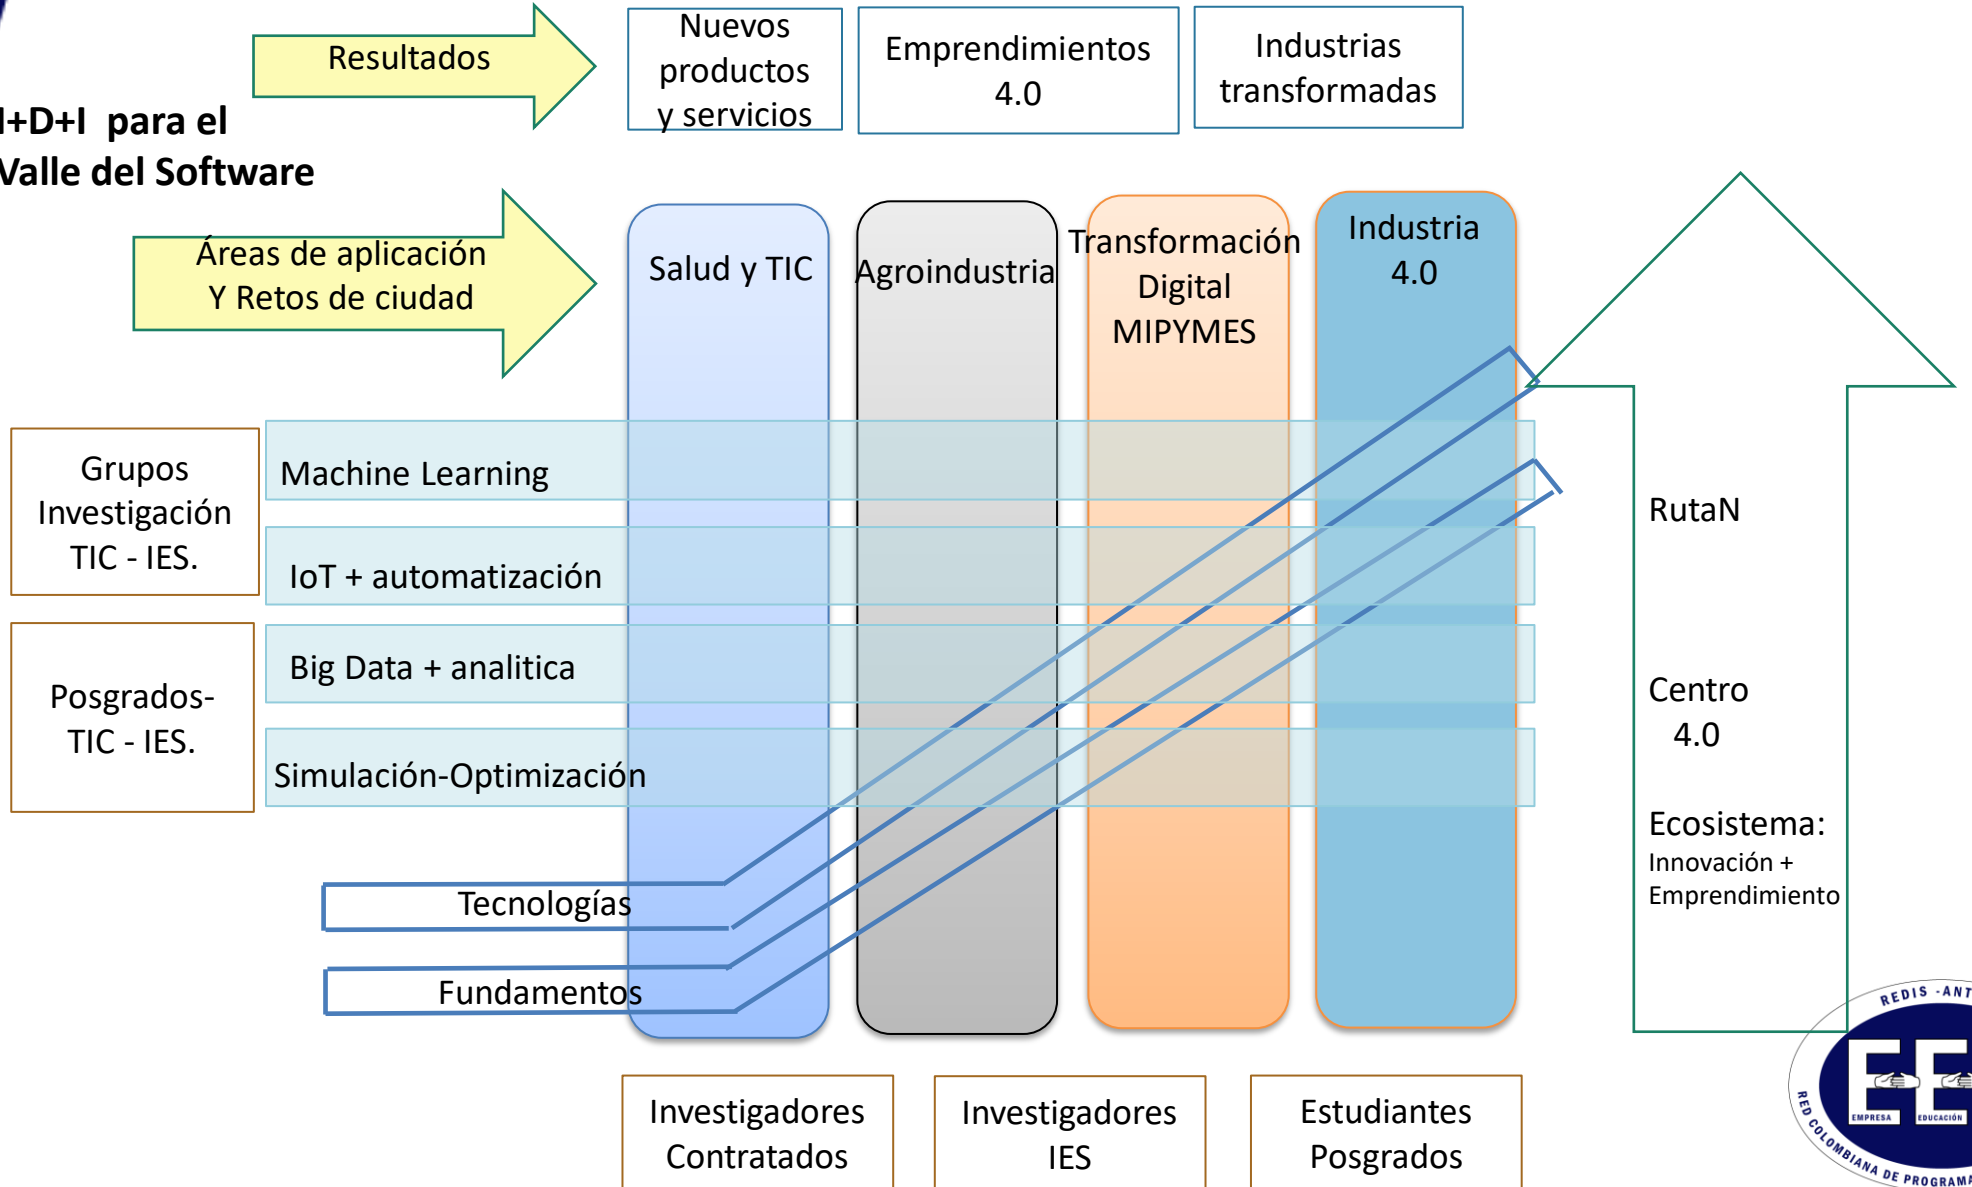 Resultados
Nuevos
productos
y servicios
Emprendimientos
4.0
Industrias
transformadas
I+D+I para el
Valle del Software
Áreas de aplicación
Y Retos de ciudad
Salud y TIC
Agroindustria
Transformación
Digital
MIPYMES
Industria
4.0
Grupos
Investigación
TIC - IES.
Posgrados-
TIC - IES.
Machine Learning
IoT + automatización
Big Data + analitica
Simulación-Optimización
Tecnologías
Fundamentos
RutaN
Centro
4.0
Ecosistema:
Innovación +
Emprendimiento
Investigadores
Contratados
Investigadores
IES
Estudiantes
Posgrados
REDIS - ANT
EE
EMPRESA
EDUCACIÓN
RED COLOMBIANA DE PROGRAMA